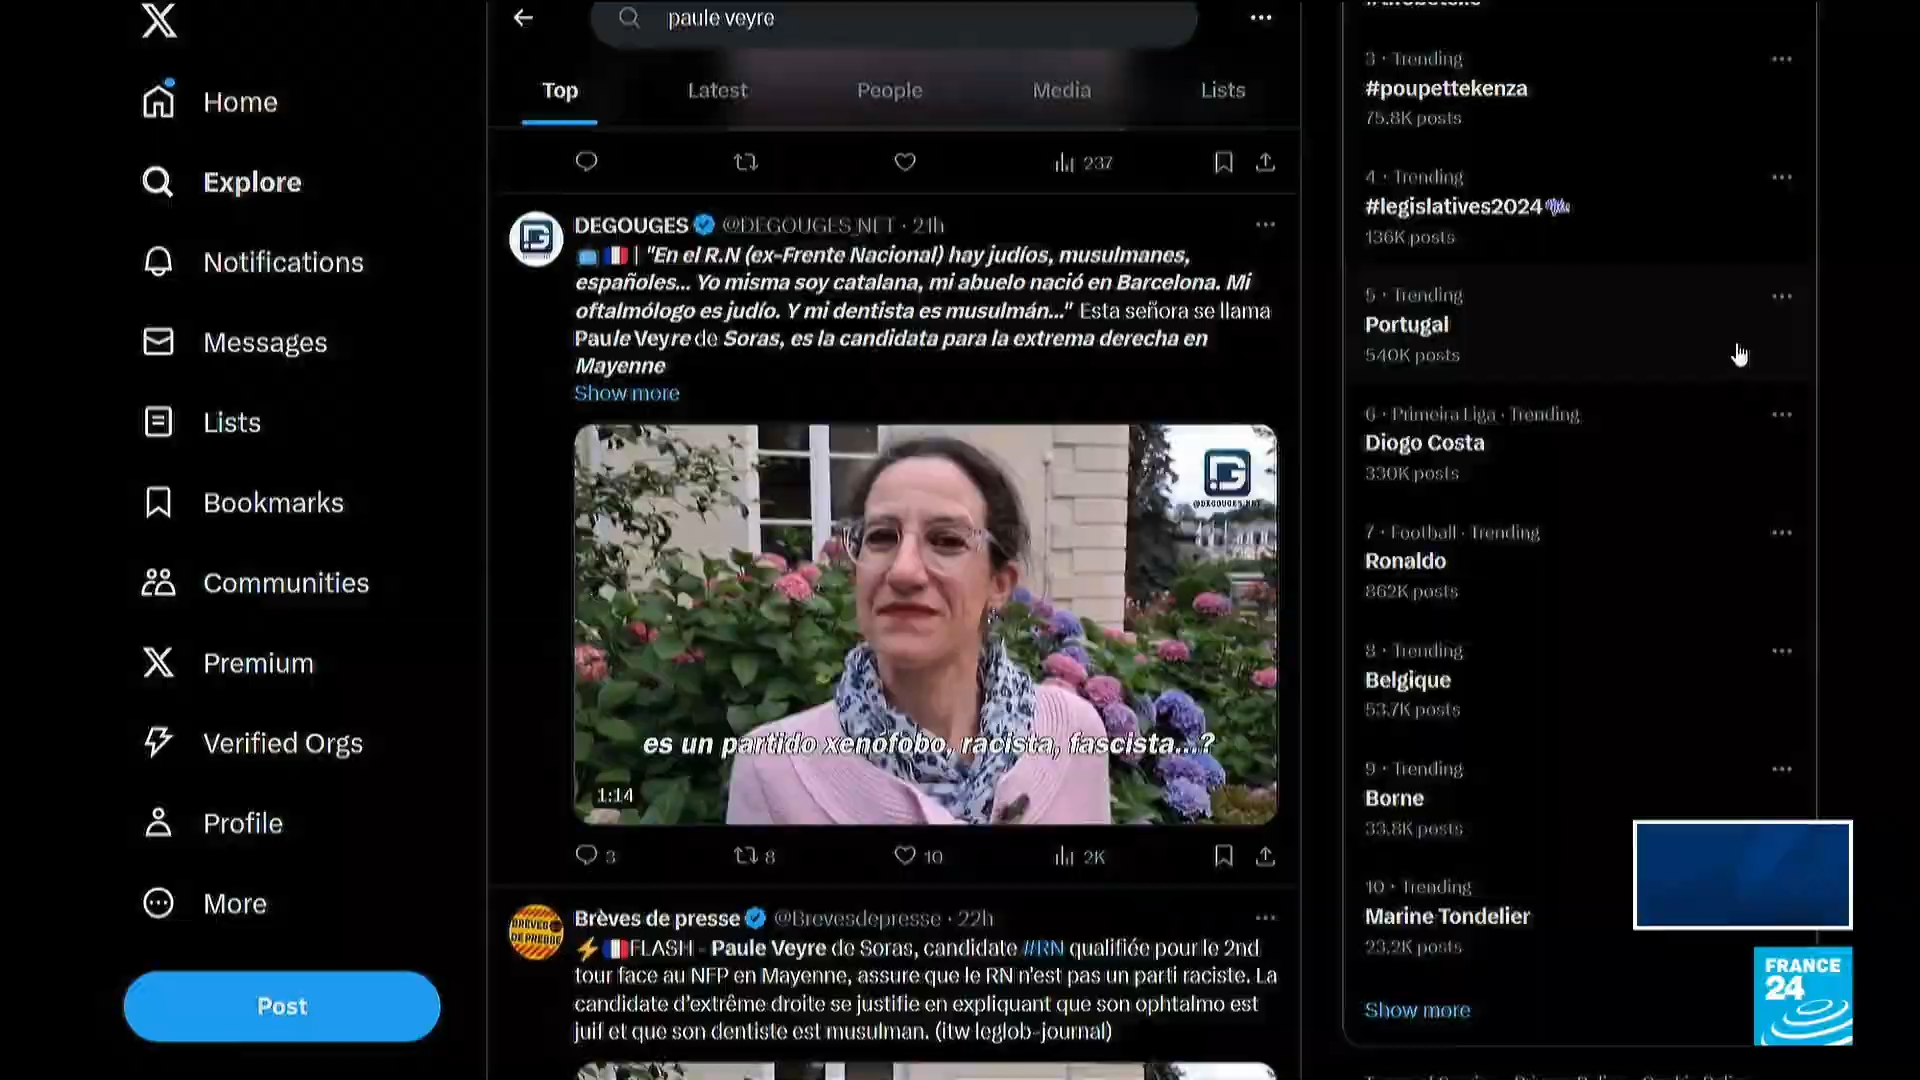 paule veyre
Top
Latest
People
Media
Lists
Home
Explore
Notifications
Messages
Lists
Bookmarks
Communities
Premium
Verified Orgs
Profile
More
Post
237
DEGOUGES @DEGOUGES_NET · 21h
| "En el R.N (ex-Frente Nacional) hay judíos, musulmanes,
españoles... Yo misma soy catalana, mi abuelo nació en Barcelona. Mi
oftalmólogo es judío. Y mi dentista es musulmán..." Esta señora se llama
Paule Veyre de Soras, es la candidata para la extrema derecha en
Mayenne
Show more
@DEGOUGES_NET
es un partido xenófobo, racista, fascista...?
1:14
3
8
10
2K
Brèves de presse @Brevesdepresse · 22h
BRÈVES
DE PRESSE
FLASH - Paule Veyre de Soras, candidate #RN qualifiée pour le 2nd
tour face au NFP en Mayenne, assure que le RN n'est pas un parti raciste. La
candidate d'extrême droite se justifie en expliquant que son ophtalmo est
juif et que son dentiste est musulman. (itw leglob-journal)
3 · Trending
#poupettekenza
75.8K posts
4 · Trending
#legislatives2024
136K posts
5 · Trending
Portugal
540K posts
6 · Primeira Liga · Trending
Diogo Costa
330K posts
7 · Football · Trending
Ronaldo
862K posts
8 · Trending
Belgique
53.7K posts
9 · Trending
Borne
33.8K posts
10 · Trending
Marine Tondelier
23.2K posts
Show more
FRANCE
24